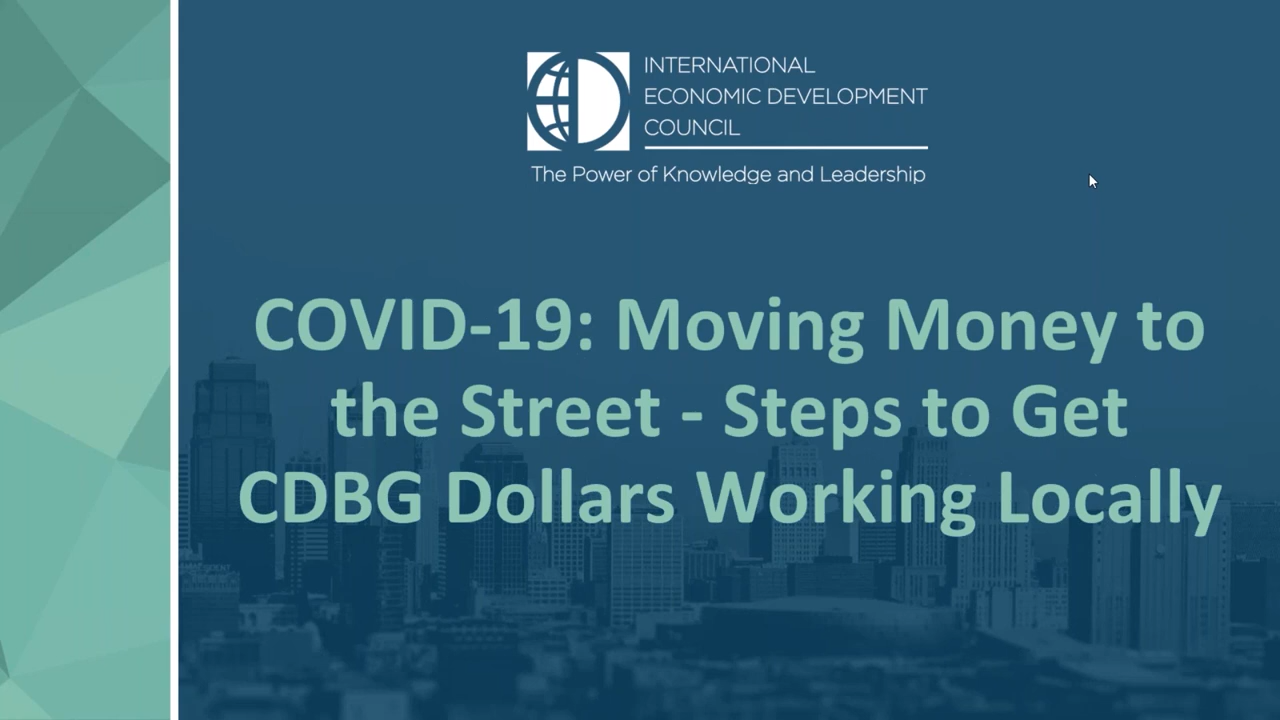 INTERNATIONAL
ECONOMIC DEVELOPMENT
COUNCIL
The Power of Knowledge and Leadership
COVID-19: Moving Money to
the Street - Steps to Get
CDBG Dollars Working Locally